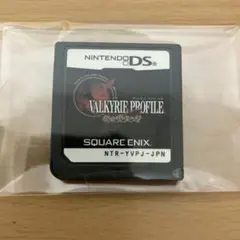 NINTENDO DS
VALKYRIE PROFILE
SQUARE ENIX
NTR-YVPJ-JPN